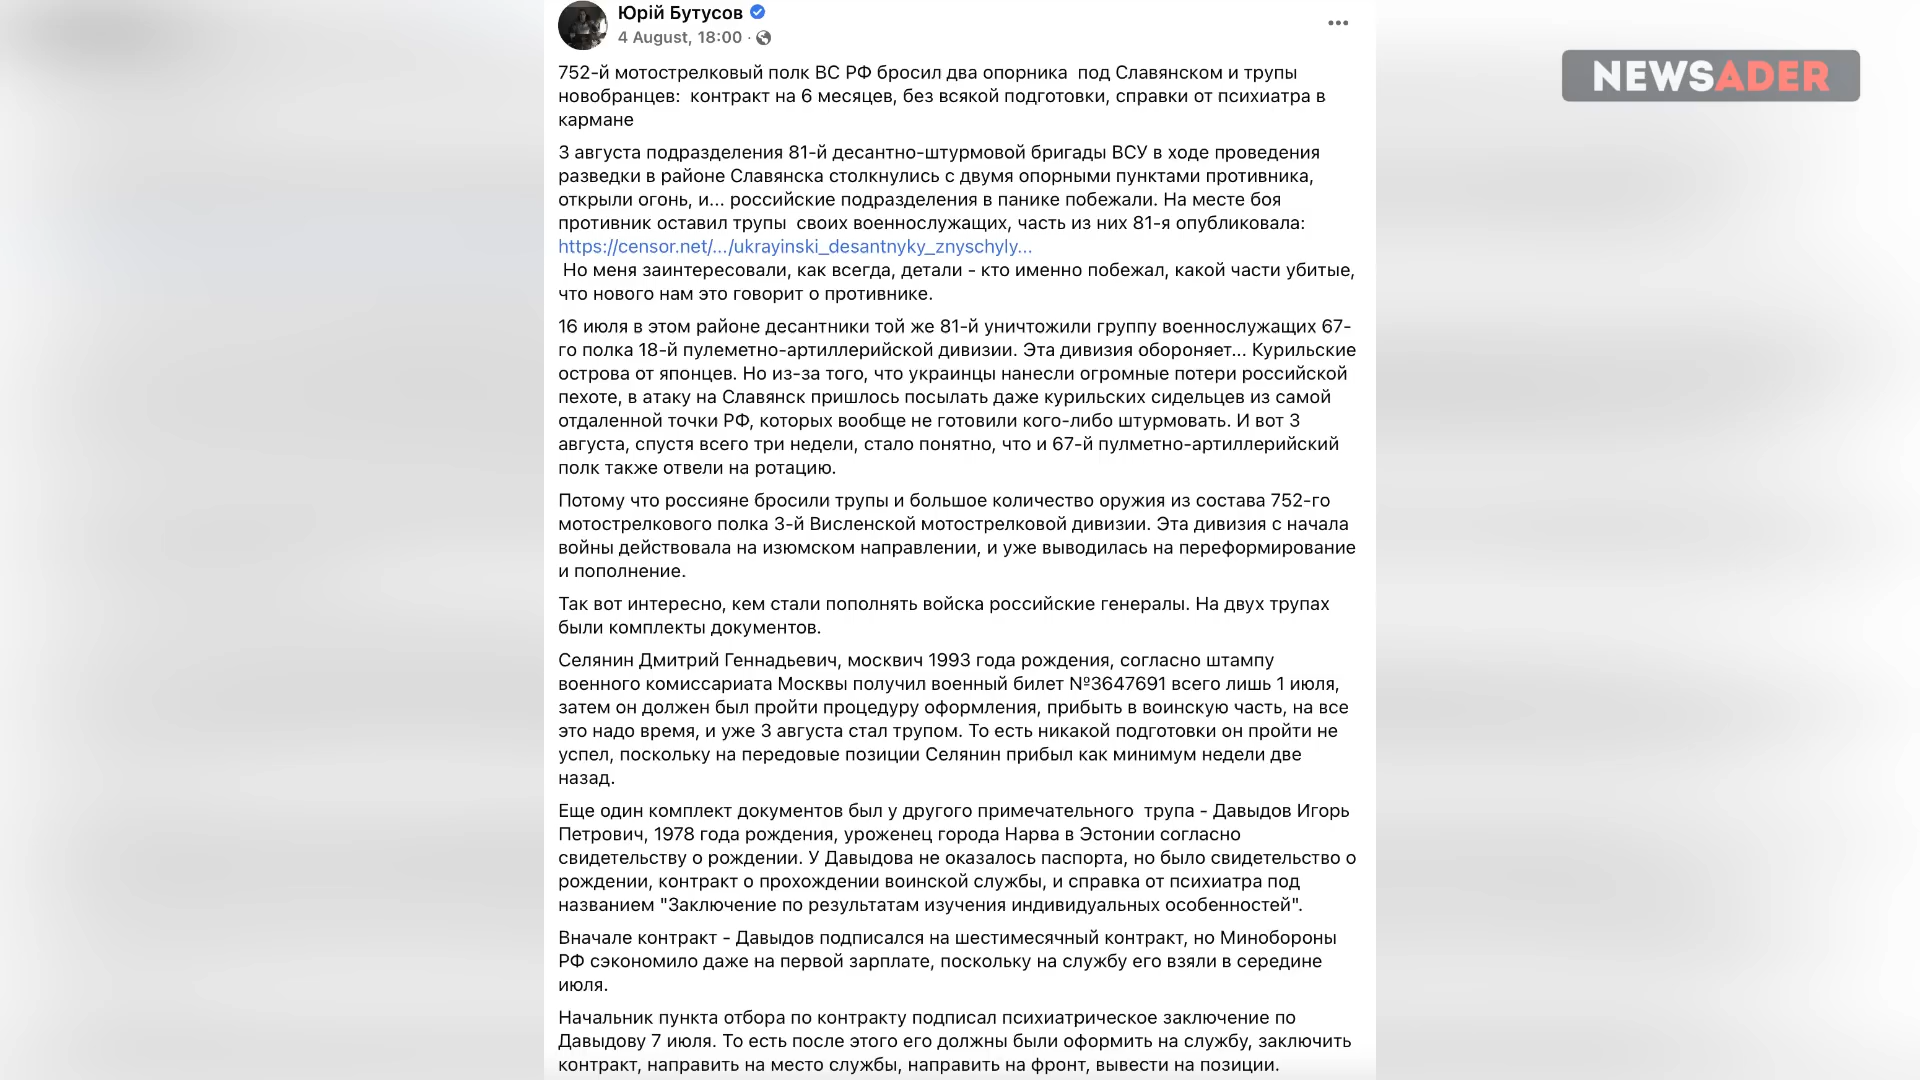 Юрій Бутусов
4 August, 18:00 ·
NEWSADER
752-й мотострелковый полк ВС РФ бросил два опорника под Славянском и трупы
новобранцев: контракт на 6 месяцев, без всякой подготовки, справки от психиатра в
кармане
3 августа подразделения 81-й десантно-штурмовой бригады ВСУ в ходе проведения
разведки в районе Славянска столкнулись с двумя опорными пунктами противника,
открыли огонь, и... российские подразделения в панике побежали. На месте боя
противник оставил трупы своих военнослужащих, часть из них 81-я опубликовала:
https://censor.net/.../ukrayinski_desantnyky_znyschyly...
Но меня заинтересовали, как всегда, детали - кто именно побежал, какой части убитые,
что нового нам это говорит о противнике.
16 июля в этом районе десантники той же 81-й уничтожили группу военнослужащих 67-
го полка 18-й пулеметно-артиллерийской дивизии. Эта дивизия обороняет... Курильские
острова от японцев. Но из-за того, что украинцы нанесли огромные потери российской
пехоте, в атаку на Славянск пришлось посылать даже курильских сидельцев из самой
отдаленной точки РФ, которых вообще не готовили кого-либо штурмовать. И вот 3
августа, спустя всего три недели, стало понятно, что и 67-й пулметно-артиллерийский
полк также отвели на ротацию.
Потому что россияне бросили трупы и большое количество оружия из состава 752-го
мотострелкового полка 3-й Висленской мотострелковой дивизии. Эта дивизия с начала
войны действовала на изюмском направлении, и уже выводилась на переформирование
и пополнение.
Так вот интересно, кем стали пополнять войска российские генералы. На двух трупах
были комплекты документов.
Селянин Дмитрий Геннадьевич, москвич 1993 года рождения, согласно штампу
военного комиссариата Москвы получил военный билет №3647691 всего лишь 1 июля,
затем он должен был пройти процедуру оформления, прибыть в воинскую часть, на все
это надо время, и уже 3 августа стал трупом. То есть никакой подготовки он пройти не
успел, поскольку на передовые позиции Селянин прибыл как минимум недели две
назад.
Еще один комплект документов был у другого примечательного трупа - Давыдов Игорь
Петрович, 1978 года рождения, уроженец города Нарва в Эстонии согласно
свидетельству о рождении. У Давыдова не оказалось паспорта, но было свидетельство о
рождении, контракт о прохождении воинской службы, и справка от психиатра под
названием "Заключение по результатам изучения индивидуальных особенностей".
Вначале контракт - Давыдов подписался на шестимесячный контракт, но Минобороны
РФ сэкономило даже на первой зарплате, поскольку на службу его взяли в середине
июля.
Начальник пункта отбора по контракту подписал психиатрическое заключение по
Давыдову 7 июля. То есть после этого его должны были оформить на службу, заключить
контракт, направить на место службы, направить на фронт, вывести на позиции.